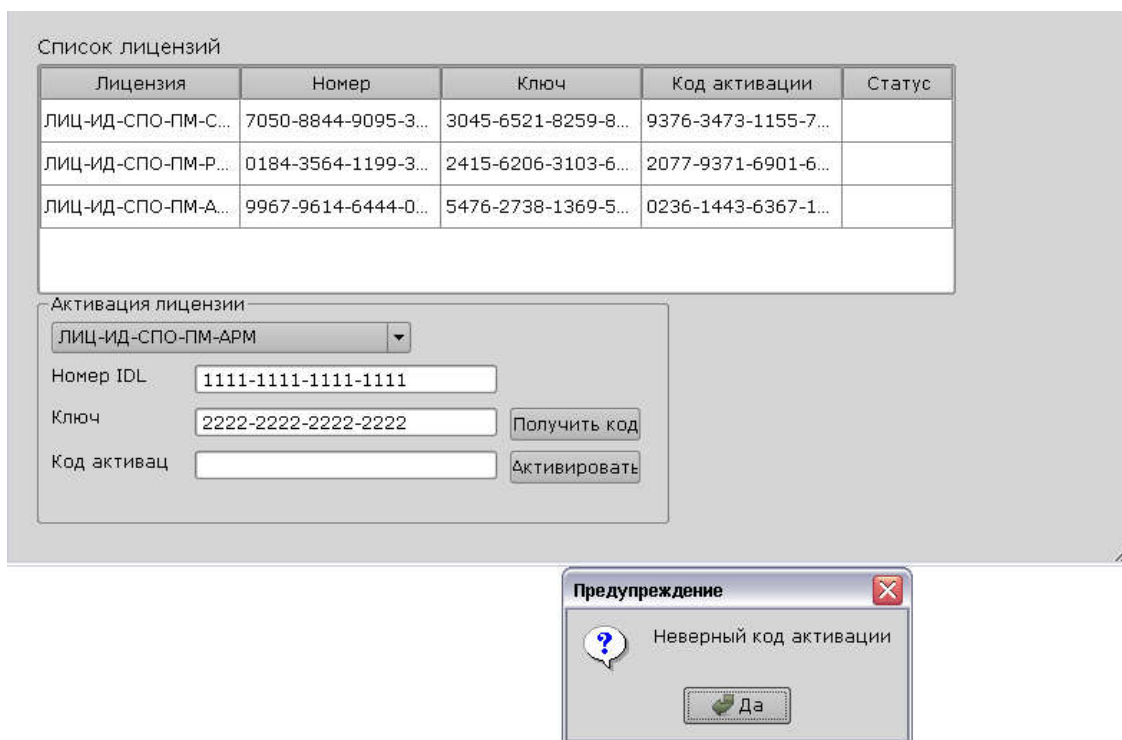 Список лицензий
Лицензия Номер Ключ Код активации Статус
ЛИЦ-ИД-СПО-ПМ-С... 7050-8844-9095-3... 3045-6521-8259-8... 9376-3473-1155-7...
ЛИЦ-ИД-СПО-ПМ-Р... 0184-3564-1199-3... 2415-6206-3103-6... 2077-9371-6901-6...
ЛИЦ-ИД-СПО-ПМ-А... 9967-9614-6444-0... 5476-2738-1369-5... 0236-1443-6367-1...
Активация лицензии
ЛИЦ-ИД-СПО-ПМ-АРМ
Номер IDL 1111-1111-1111-1111
Ключ 2222-2222-2222-2222 Получить код
Код активац Активировать
Предупреждение
Неверный код активации
Да